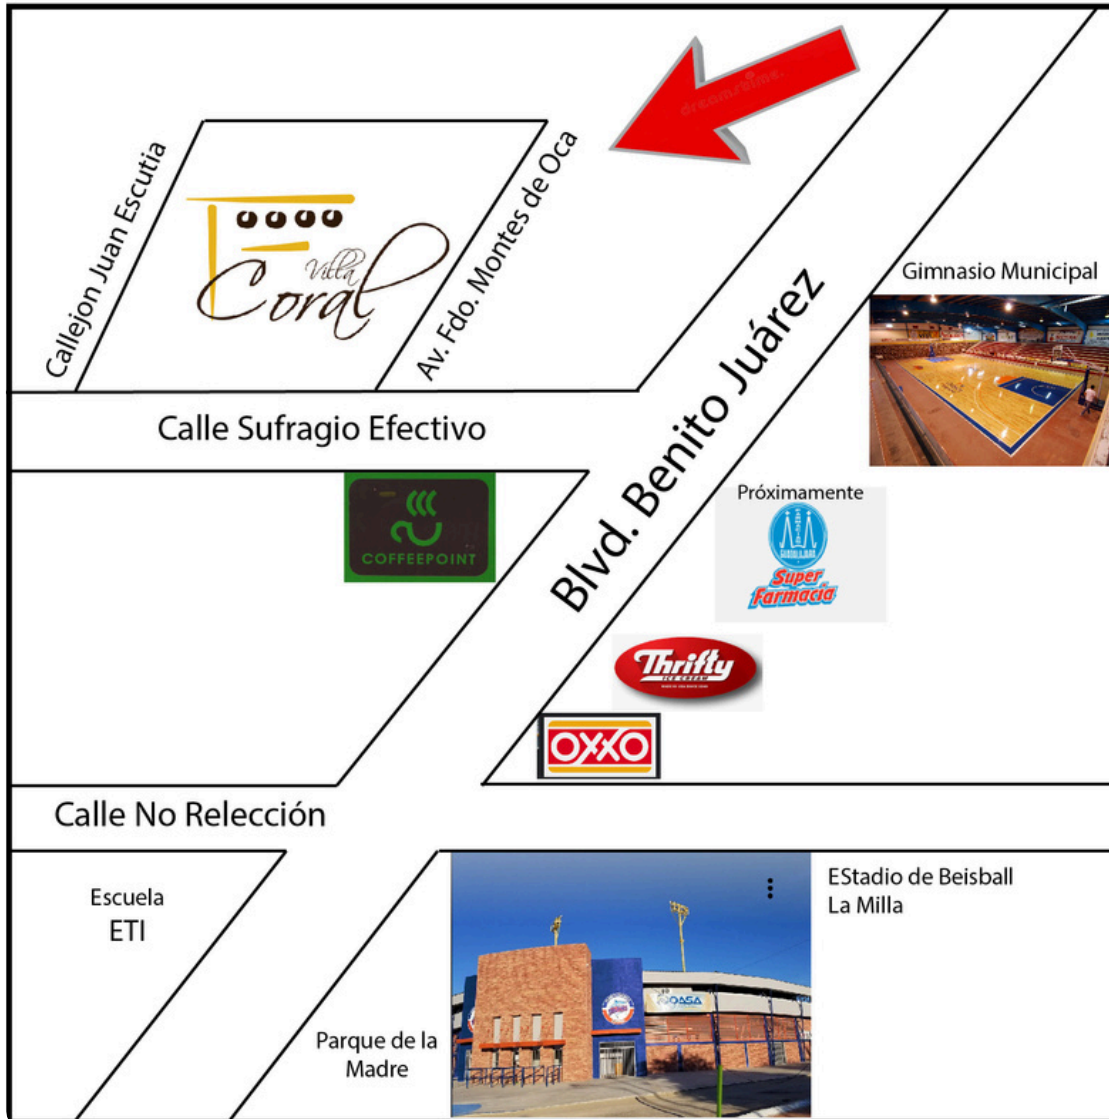 dreamstime.
Callejon Juan Escutia
Villa
Coral
Av. Fdo. Montes de Oca
Gimnasio Municipal
Calle Sufragio Efectivo
Blvd. Benito Juárez
COFFEEPOINT
Próximamente
GUADALAJARA
Super
Farmacia
Thrifty
ICE CREAM
OXXO
Calle No Relección
Escuela
ETI
EStadio de Beisball
La Milla
OASA
Parque de la
Madre